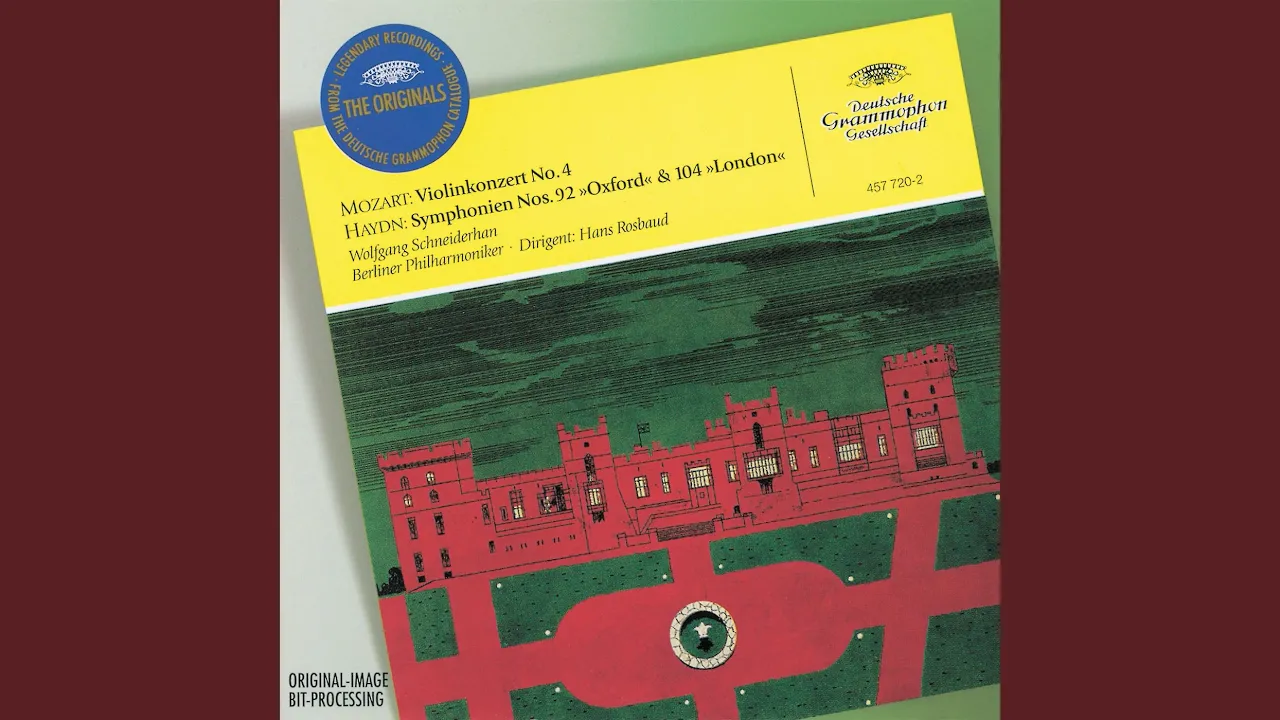 · LEGENDARY RECORDINGS ·
FROM THE DEUTSCHE GRAMMOPHON CATALOGUE
THE ORIGINALS
Deutsche
Grammophon
Gesellschaft
457 720-2
MOZART: Violinkonzert No. 4
HAYDN: Symphonien Nos. 92 »Oxford« & 104 »London«
Wolfgang Schneiderhan
Berliner Philharmoniker · Dirigent: Hans Rosbaud
ORIGINAL-IMAGE
BIT-PROCESSING